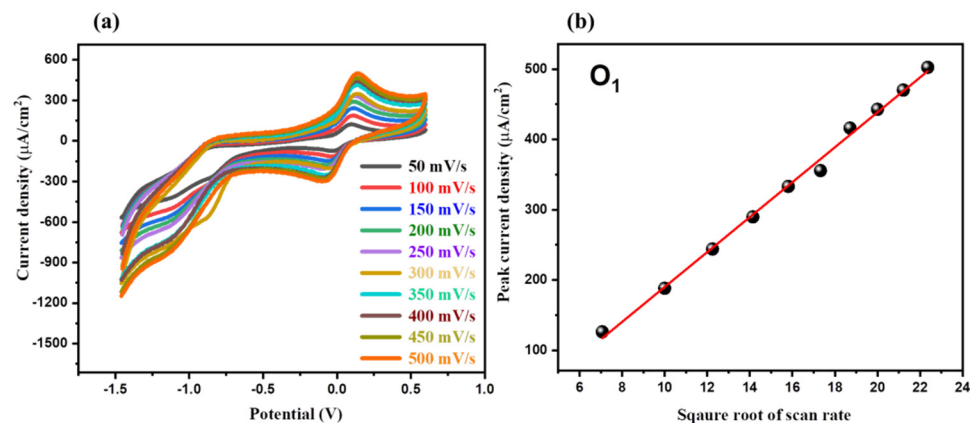 (a)
Current density (μA/cm²)
600
300
0
-300
-600
-900
-1200
-1500
50 mV/s
100 mV/s
150 mV/s
200 mV/s
250 mV/s
300 mV/s
350 mV/s
400 mV/s
450 mV/s
500 mV/s
-1.5
-1.0
-0.5
0.0
0.5
1.0
Potential (V)
(b)
O₁
Peak current density (μA/cm²)
500
400
300
200
100
6
8
10
12
14
16
18
20
22
24
Sqaure root of scan rate